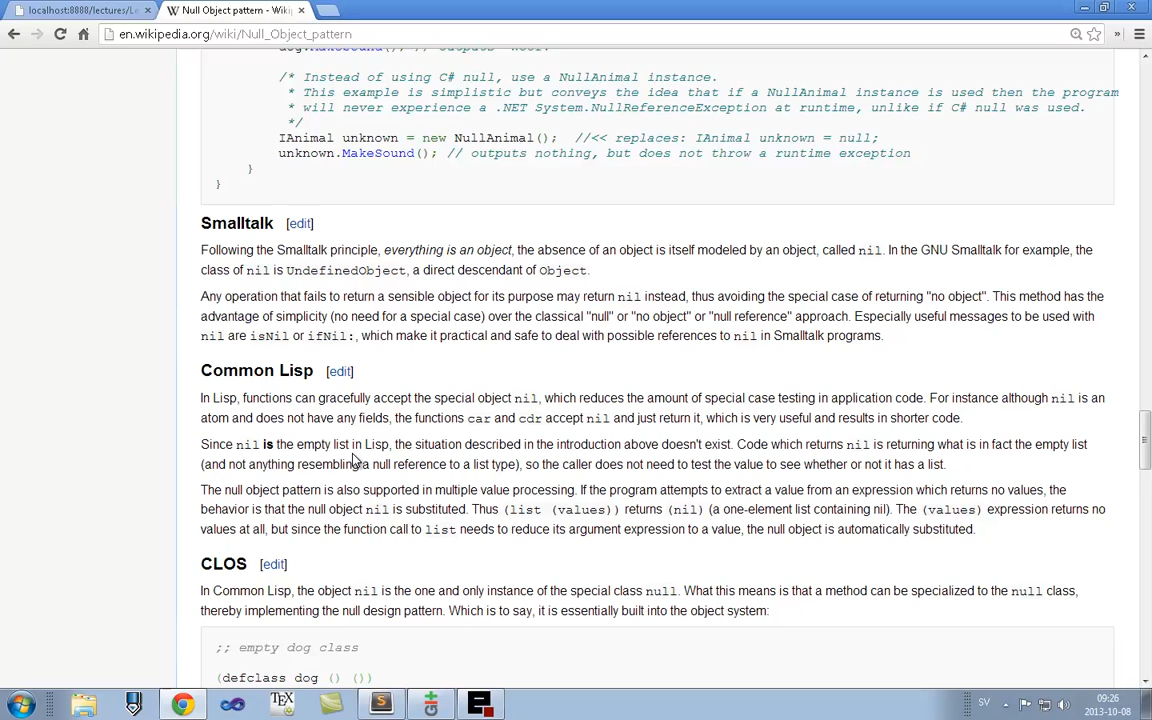 localhost:8888/lectures/Le
Null Object pattern - Wiki
en.wikipedia.org/wiki/Null_Object_pattern
/* Instead of using C# null, use a NullAnimal instance.
* This example is simplistic but conveys the idea that if a NullAnimal instance is used then the program
* will never experience a .NET System.NullReferenceException at runtime, unlike if C# null was used.
*/
IAnimal unknown = new NullAnimal();  //<< replaces: IAnimal unknown = null;
unknown.MakeSound(); // outputs nothing, but does not throw a runtime exception
}
}
Smalltalk [edit]
Following the Smalltalk principle, everything is an object, the absence of an object is itself modeled by an object, called nil. In the GNU Smalltalk for example, the
class of nil is UndefinedObject, a direct descendant of Object.
Any operation that fails to return a sensible object for its purpose may return nil instead, thus avoiding the special case of returning "no object". This method has the
advantage of simplicity (no need for a special case) over the classical "null" or "no object" or "null reference" approach. Especially useful messages to be used with
nil are isNil or ifNil:, which make it practical and safe to deal with possible references to nil in Smalltalk programs.
Common Lisp [edit]
In Lisp, functions can gracefully accept the special object nil, which reduces the amount of special case testing in application code. For instance although nil is an
atom and does not have any fields, the functions car and cdr accept nil and just return it, which is very useful and results in shorter code.
Since nil is the empty list in Lisp, the situation described in the introduction above doesn't exist. Code which returns nil is returning what is in fact the empty list
(and not anything resembling a null reference to a list type), so the caller does not need to test the value to see whether or not it has a list.
The null object pattern is also supported in multiple value processing. If the program attempts to extract a value from an expression which returns no values, the
behavior is that the null object nil is substituted. Thus (list (values)) returns (nil) (a one-element list containing nil). The (values) expression returns no
values at all, but since the function call to list needs to reduce its argument expression to a value, the null object is automatically substituted.
CLOS [edit]
In Common Lisp, the object nil is the one and only instance of the special class null. What this means is that a method can be specialized to the null class,
thereby implementing the null design pattern. Which is to say, it is essentially built into the object system:
;; empty dog class
(defclass dog () ())
TEX
SV
09:26
2013-10-08